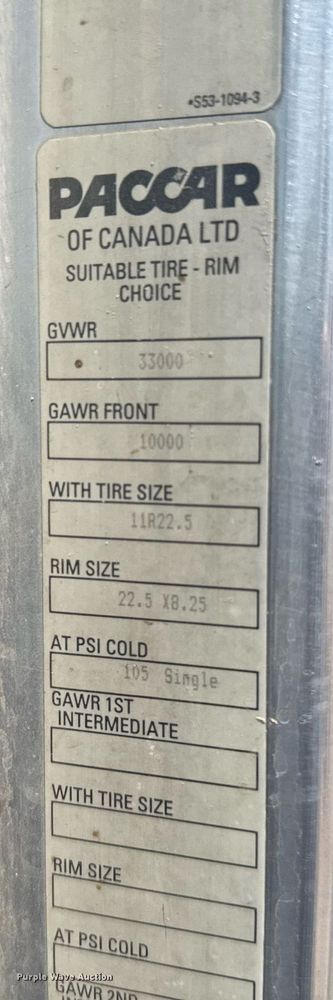 *S53-1094-3
PACCAR
OF CANADA LTD
SUITABLE TIRE - RIM
CHOICE
GVWR
33000
GAWR FRONT
10000
WITH TIRE SIZE
11R22.5
RIM SIZE
22.5 X8.25
AT PSI COLD
105 Single
GAWR 1ST
INTERMEDIATE
WITH TIRE SIZE
RIM SIZE
AT PSI COLD
GAWR 2ND
Purple Wave Auction